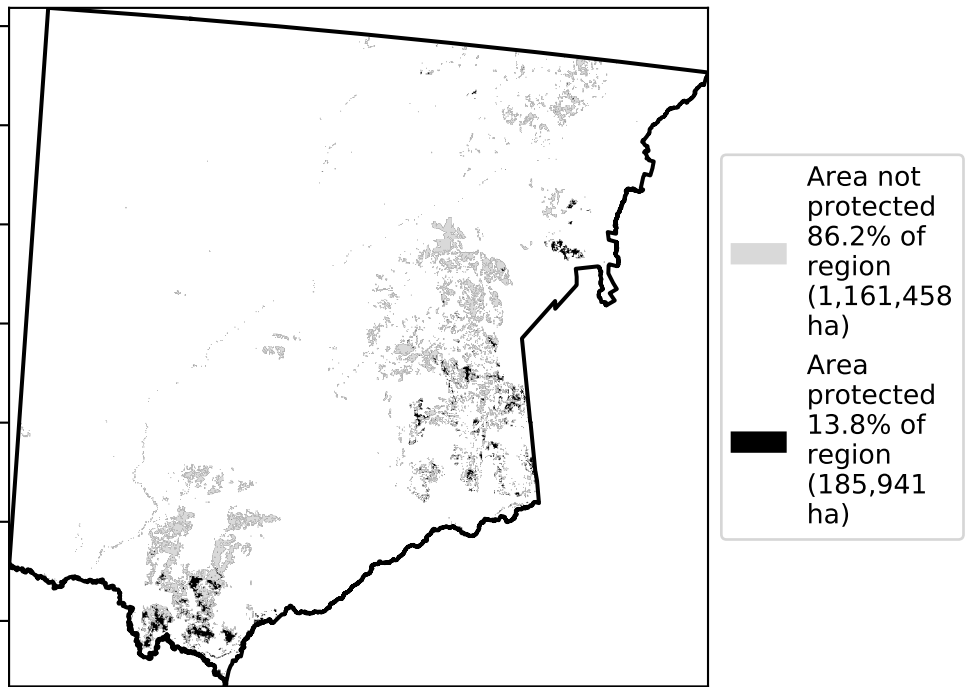 Area not
protected
86.2% of
region
(1,161,458
ha)
Area
protected
13.8% of
region
(185,941
ha)